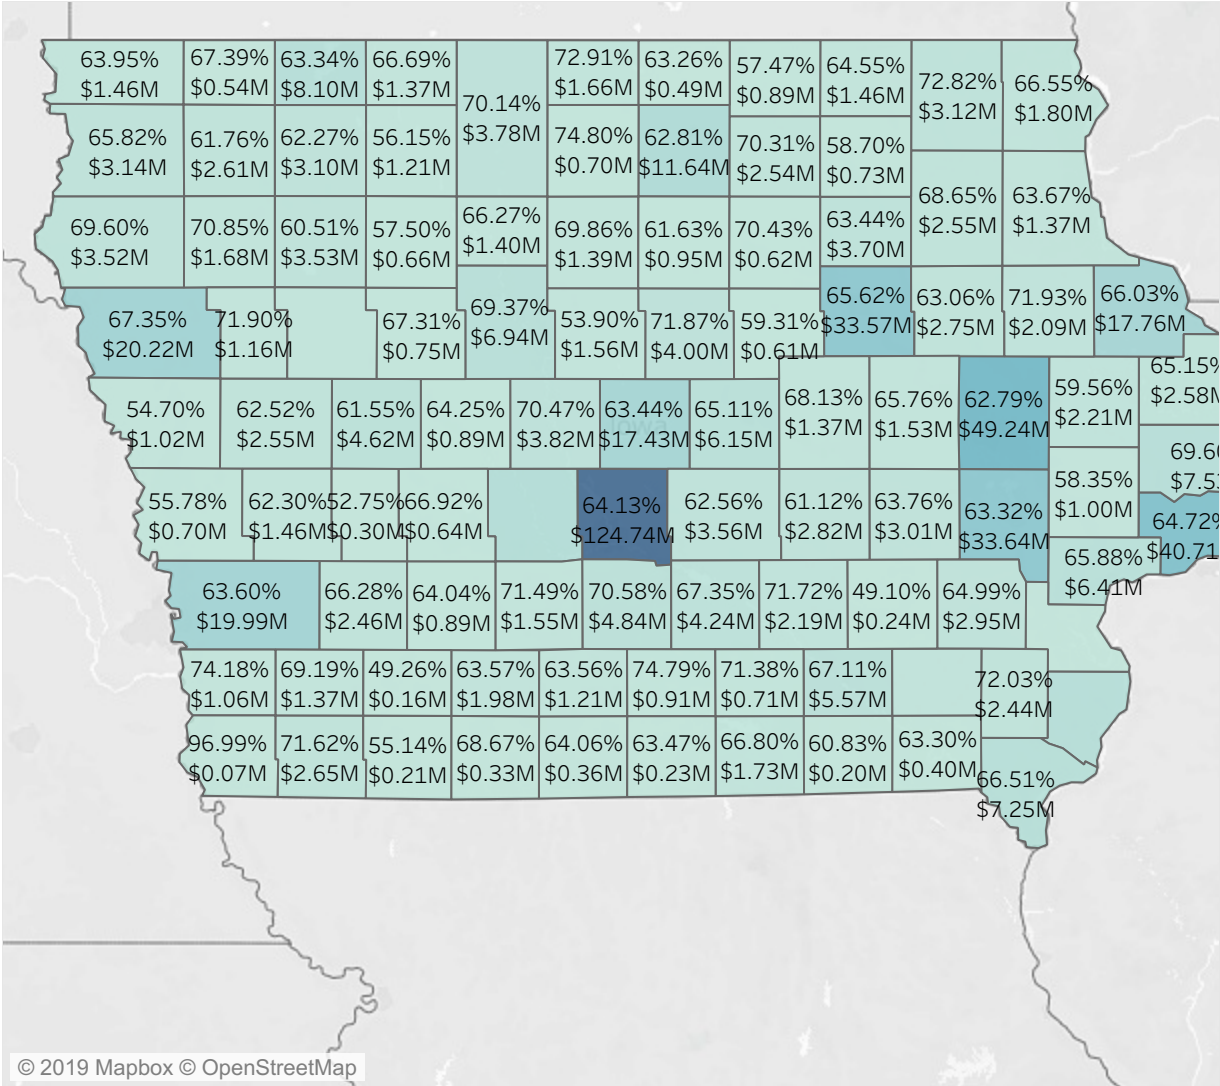 63.95%
$1.46M
67.39%
$0.54M
63.34%
$8.10M
66.69%
$1.37M
70.14%
$3.78M
72.91%
$1.66M
63.26%
$0.49M
57.47%
$0.89M
64.55%
$1.46M
72.82%
$3.12M
66.55%
$1.80M
65.82%
$3.14M
61.76%
$2.61M
62.27%
$3.10M
56.15%
$1.21M
74.80%
$0.70M
62.81%
$11.64M
70.31%
$2.54M
58.70%
$0.73M
68.65%
$2.55M
63.67%
$1.37M
69.60%
$3.52M
70.85%
$1.68M
60.51%
$3.53M
57.50%
$0.66M
66.27%
$1.40M
69.86%
$1.39M
61.63%
$0.95M
70.43%
$0.62M
63.44%
$3.70M
67.35%
$20.22M
71.90%
$1.16M
67.31%
$0.75M
69.37%
$6.94M
53.90%
$1.56M
71.87%
$4.00M
59.31%
$0.61M
65.62%
$33.57M
63.06%
$2.75M
71.93%
$2.09M
66.03%
$17.76M
54.70%
$1.02M
62.52%
$2.55M
61.55%
$4.62M
64.25%
$0.89M
70.47%
$3.82M
63.44%
Iowa
$17.43M
65.11%
$6.15M
68.13%
$1.37M
65.76%
$1.53M
62.79%
$49.24M
59.56%
$2.21M
65.15%
$2.58M
55.78%
$0.70M
62.30%
$1.46M
52.75%
$0.30M
66.92%
$0.64M
64.13%
$124.74M
62.56%
$3.56M
61.12%
$2.82M
63.76%
$3.01M
63.32%
$33.64M
58.35%
$1.00M
69.6
$7.5
64.72%
$40.71
63.60%
$19.99M
66.28%
$2.46M
64.04%
$0.89M
71.49%
$1.55M
70.58%
$4.84M
67.35%
$4.24M
71.72%
$2.19M
49.10%
$0.24M
64.99%
$2.95M
65.88%
$6.41M
74.18%
$1.06M
69.19%
$1.37M
49.26%
$0.16M
63.57%
$1.98M
63.56%
$1.21M
74.79%
$0.91M
71.38%
$0.71M
67.11%
$5.57M
72.03%
$2.44M
96.99%
$0.07M
71.62%
$2.65M
55.14%
$0.21M
68.67%
$0.33M
64.06%
$0.36M
63.47%
$0.23M
66.80%
$1.73M
60.83%
$0.20M
63.30%
$0.40M
66.51%
$7.25M
© 2019 Mapbox © OpenStreetMap